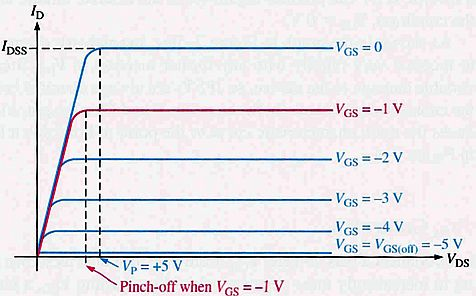 I_D
I_DSS
V_GS = 0
V_GS = −1 V
V_GS = −2 V
V_GS = −3 V
V_GS = −4 V
V_GS = V_GS(off) = −5 V
V_DS
V_P = +5 V
Pinch-off when V_GS = −1 V